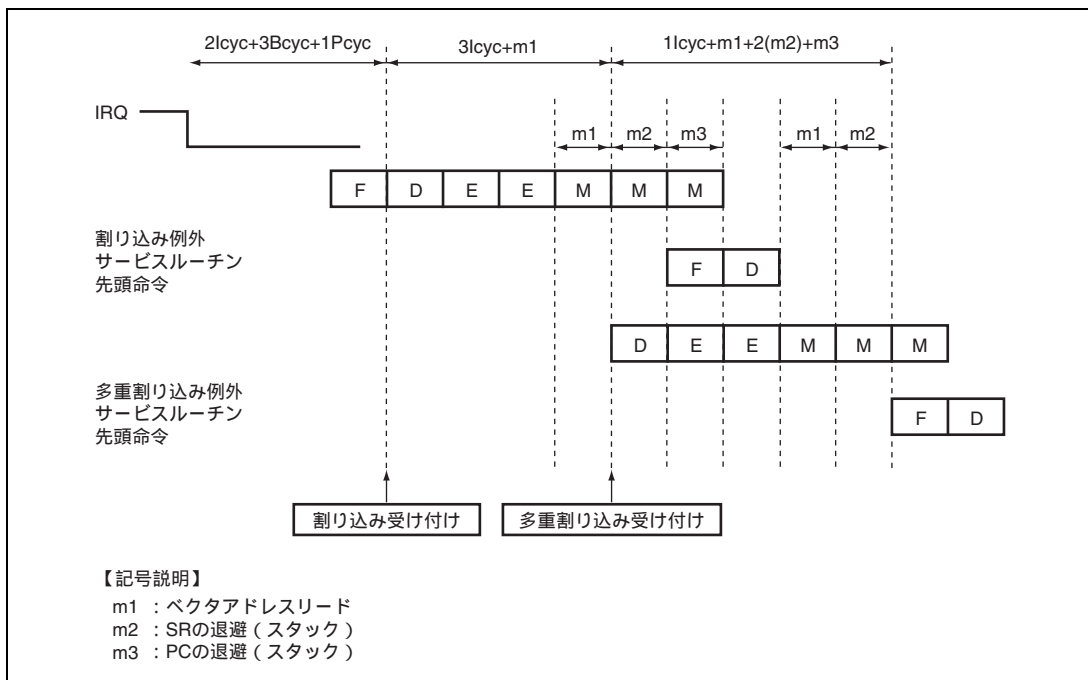 2Icyc+3Bcyc+1Pcyc 3Icyc+m1 1Icyc+m1+2(m2)+m3
IRQ
m1 m2 m3 m1 m2
F D E E M M M
割り込み例外
サービスルーチン
先頭命令
F D
D E E M M M
多重割り込み例外
サービスルーチン
先頭命令
F D
割り込み受け付け 多重割り込み受け付け
【記号説明】
m1 : ベクタアドレスリード
m2 : SRの退避(スタック)
m3 : PCの退避(スタック)